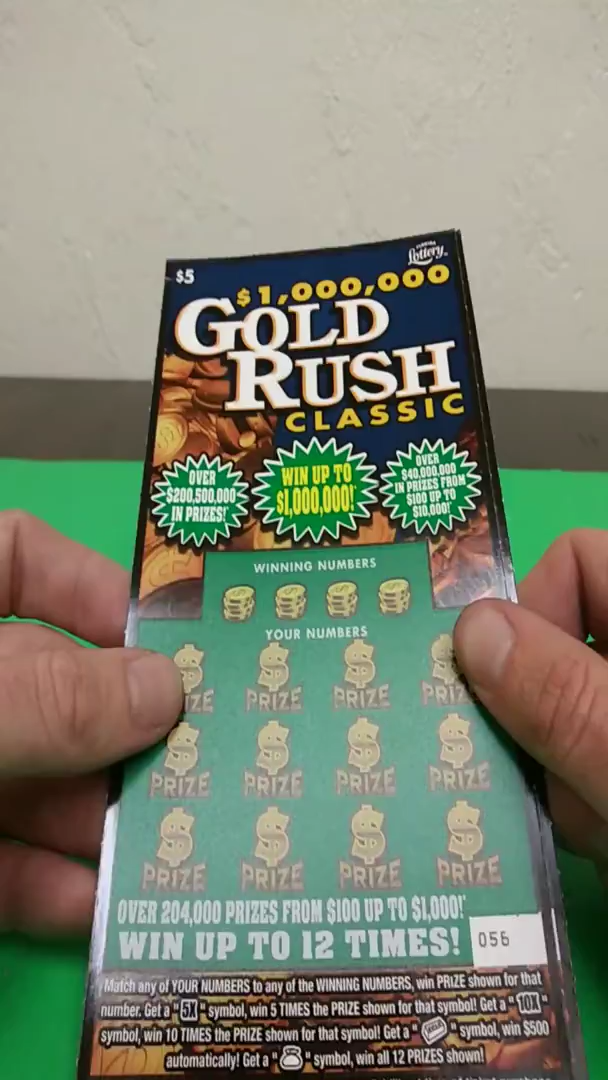 FLORIDA
Lottery
$5
$1,000,000
GOLD
RUSH
CLASSIC
OVER
$200,500,000
IN PRIZES!
WIN UP TO
$1,000,000!
OVER
$40,000,000
IN PRIZES FROM
$100 UP TO
$10,000!
WINNING NUMBERS
YOUR NUMBERS
PRIZE PRIZE
PRIZE PRIZE PRIZE PRIZE
PRIZE PRIZE PRIZE PRIZE
OVER 204,000 PRIZES FROM $100 UP TO $1,000!
WIN UP TO 12 TIMES! 056
Match any of YOUR NUMBERS to any of the WINNING NUMBERS, win PRIZE shown for that
number. Get a "5X" symbol, win 5 TIMES the PRIZE shown for that symbol! Get a "10X"
symbol, win 10 TIMES the PRIZE shown for that symbol! Get a " " symbol, win $500
automatically! Get a " " symbol, win all 12 PRIZES shown!